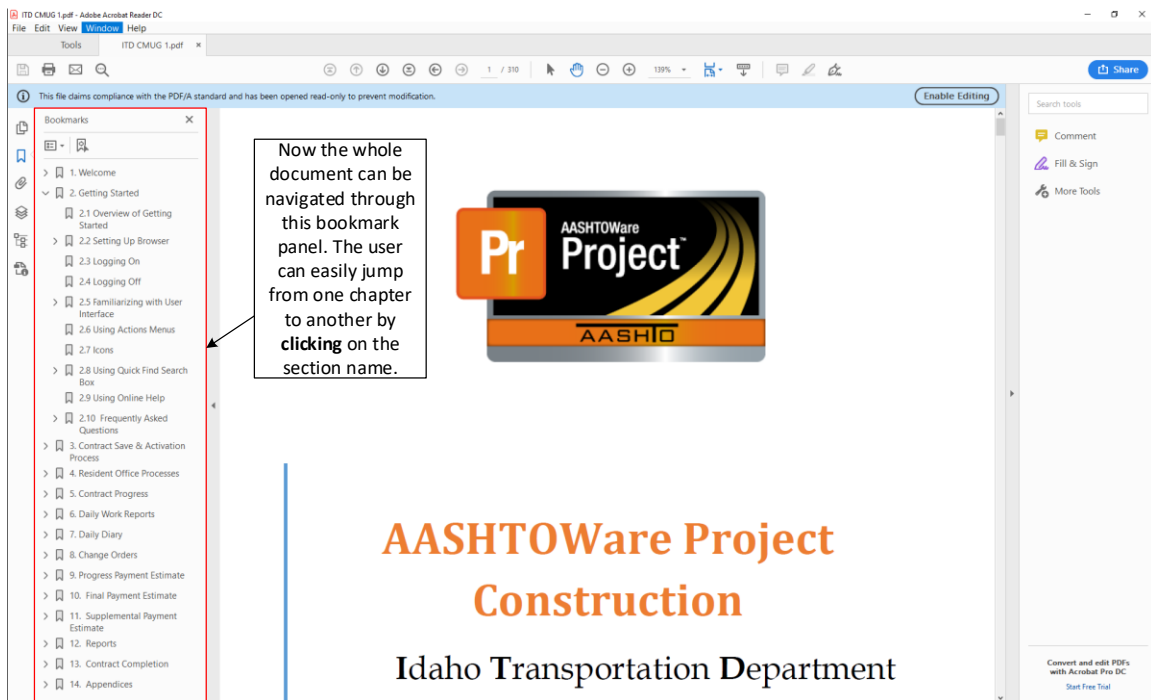 ITD CMUG 1.pdf - Adobe Acrobat Reader DC
File Edit View Window Help
Tools
ITD CMUG 1.pdf
1 / 310
139%
Share
This file claims compliance with the PDF/A standard and has been opened read-only to prevent modification.
Enable Editing
Bookmarks
1. Welcome
2. Getting Started
2.1 Overview of Getting
Started
2.2 Setting Up Browser
2.3 Logging On
2.4 Logging Off
2.5 Familiarizing with User
Interface
2.6 Using Actions Menus
2.7 Icons
2.8 Using Quick Find Search
Box
2.9 Using Online Help
2.10 Frequently Asked
Questions
3. Contract Save & Activation
Process
4. Resident Office Processes
5. Contract Progress
6. Daily Work Reports
7. Daily Diary
8. Change Orders
9. Progress Payment Estimate
10. Final Payment Estimate
11. Supplemental Payment
Estimate
12. Reports
13. Contract Completion
14. Appendices
Now the whole
document can be
navigated through
this bookmark
panel. The user
can easily jump
from one chapter
to another by
clicking on the
section name.
Pr
AASHTOWare
Project™
AASHTO
AASHTOWare Project
Construction
Idaho Transportation Department
Search tools
Comment
Fill & Sign
More Tools
Convert and edit PDFs
with Acrobat Pro DC
Start Free Trial